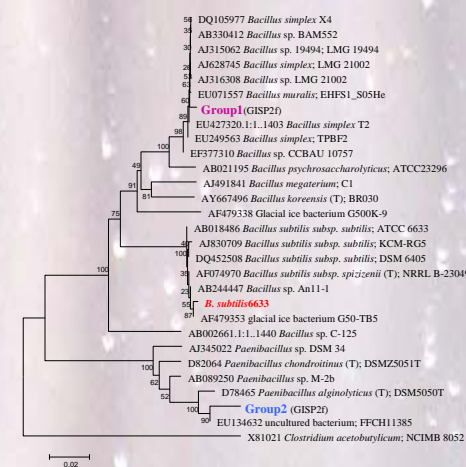 56 DQ105977 Bacillus simplex X4
35 AB330412 Bacillus sp. BAM552
30 AJ315062 Bacillus sp. 19494; LMG 19494
26 AJ628745 Bacillus simplex; LMG 21002
53 AJ316308 Bacillus sp. LMG 21002
63 EU071557 Bacillus muralis; EHFS1_S05He
60 Group1(GISP2f)
89 EU427320.1:1..1403 Bacillus simplex T2
98 EU249563 Bacillus simplex; TPBF2
100 EF377310 Bacillus sp. CCBAU 10757
49 AB021195 Bacillus psychrosaccharolyticus; ATCC23296
91 AJ491841 Bacillus megaterium; C1
81 AY667496 Bacillus koreensis (T); BR030
75 AJ479338 Glacial ice bacterium G500K-9
AB018486 Bacillus subtilis subsp. subtilis; ATCC 6633
AJ830709 Bacillus subtilis subsp. subtilis; KCM-RG5
DQ452508 Bacillus subtilis subsp. subtilis; DSM 6405
100 35 AF074970 Bacillus subtilis subsp. spizizenii (T); NRRL B-23049
23 AB244447 Bacillus sp. An11-1
55 B. subtilis6633
87 AF479353 glacial ice bacterium G50-TB5
AB002661.1:1..1440 Bacillus sp. C-125
AJ345022 Paenibacillus sp. DSM 34
100 D82064 Paenibacillus chondroitinus (T); DSMZ5051T
62 AB089250 Paenibacillus sp. M-2b
52 D78465 Paenibacillus alginolyticus (T); DSM5050T
100 Group2 (GISP2f)
90 EU134632 uncultured bacterium; FFCH11385
X81021 Clostridium acetobutylicum; NCIMB 8052
0.02